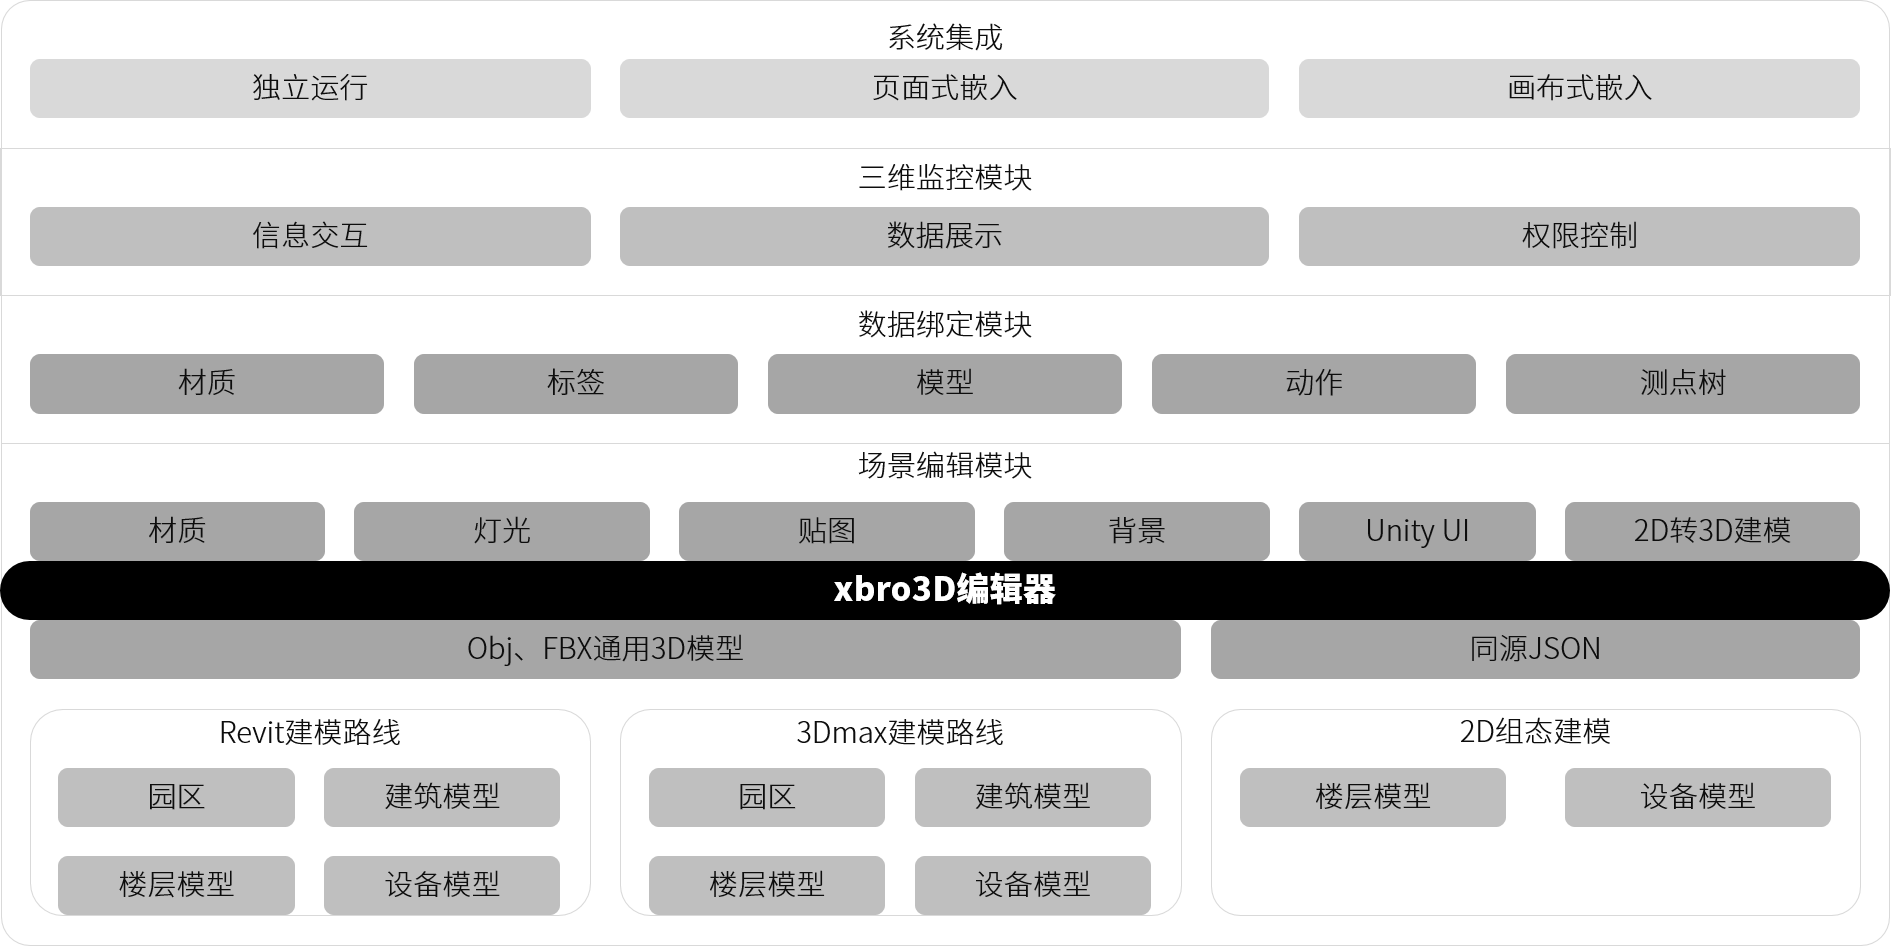 系统集成
独立运行
页面式嵌入
画布式嵌入
三维监控模块
信息交互
数据展示
权限控制
数据绑定模块
材质
标签
模型
动作
测点树
场景编辑模块
材质
灯光
贴图
背景
Unity UI
2D转3D建模
xbro3D编辑器
Obj、FBX通用3D模型
同源JSON
Revit建模路线
园区
建筑模型
楼层模型
设备模型
3Dmax建模路线
园区
建筑模型
楼层模型
设备模型
2D组态建模
楼层模型
设备模型